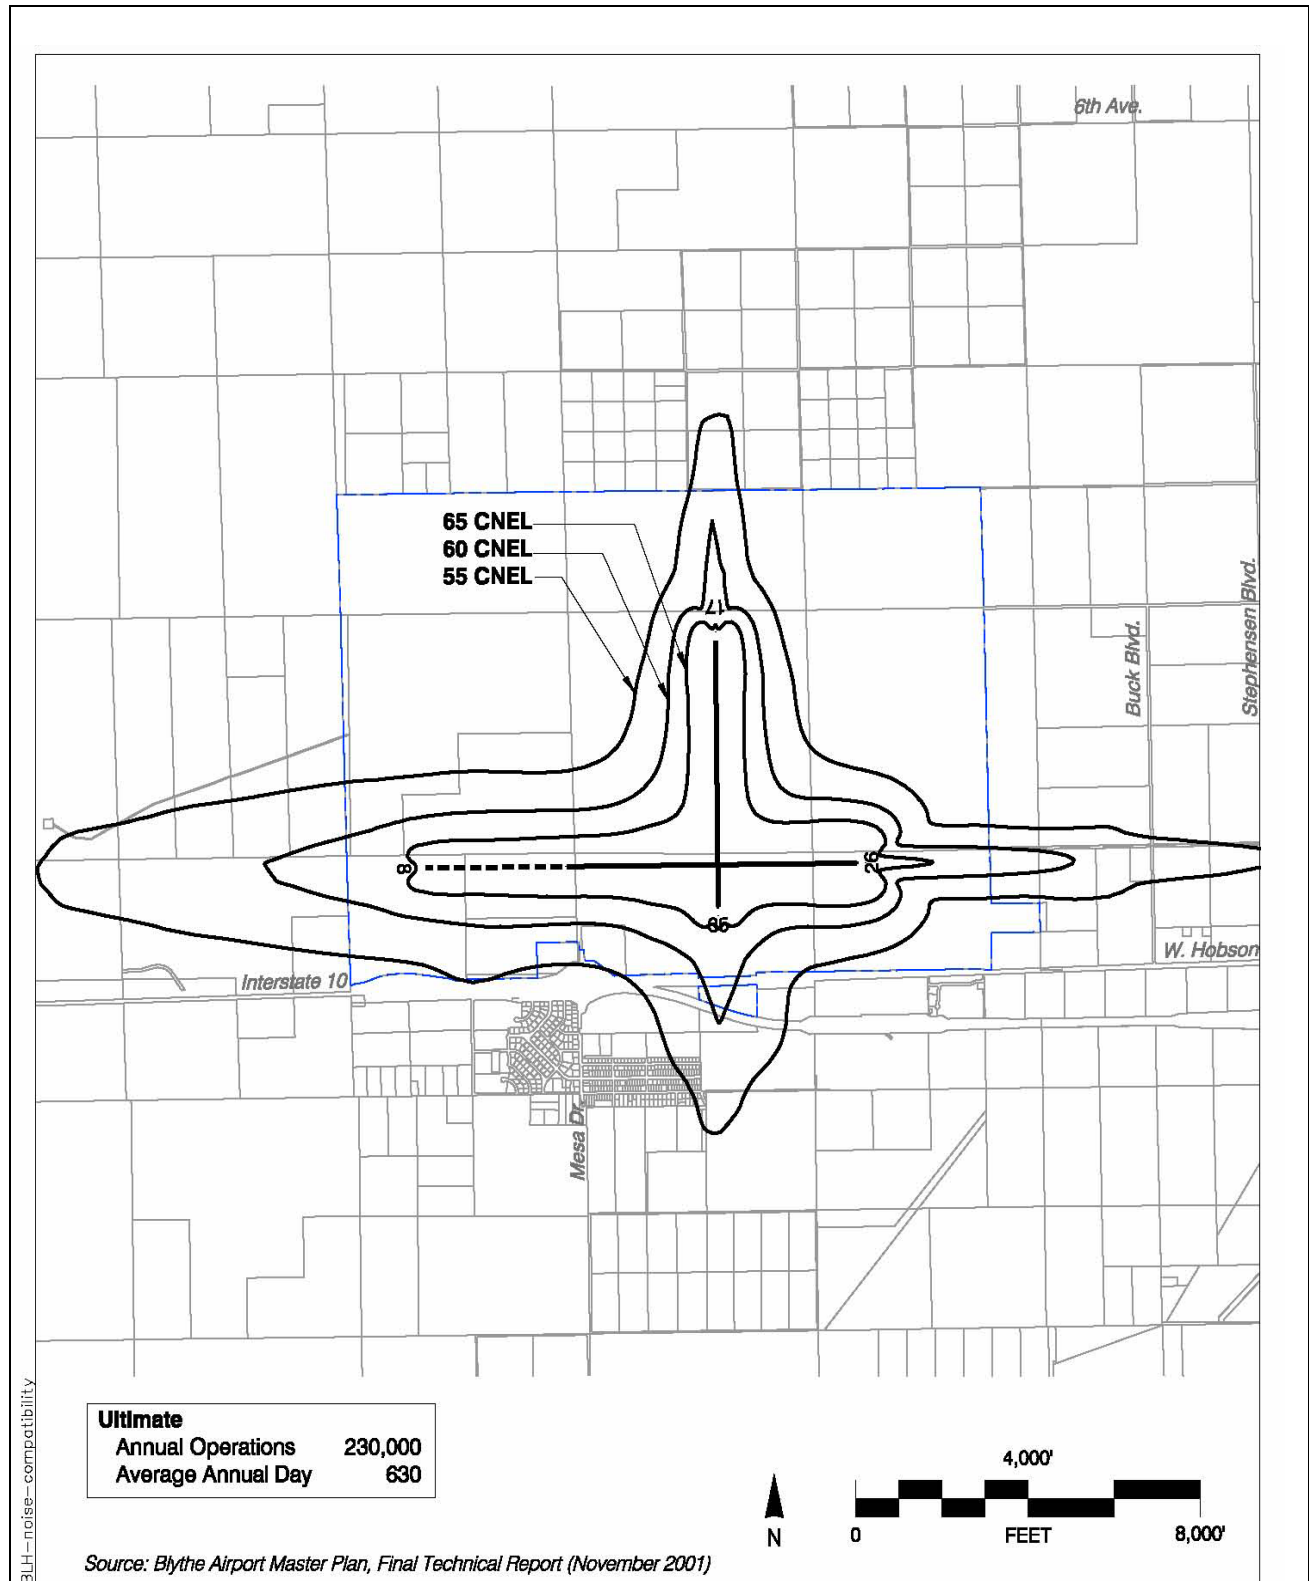 6th Ave.
65 CNEL
60 CNEL
55 CNEL
17
Stephensen Blvd.
Buck Blvd.
8
26
35
W. Hobson
Interstate 10
Mesa Dr.
Ultimate
Annual Operations 230,000
Average Annual Day 630
4,000'
N
0 FEET 8,000'
BLH-noise-compatibility
Source: Blythe Airport Master Plan, Final Technical Report (November 2001)